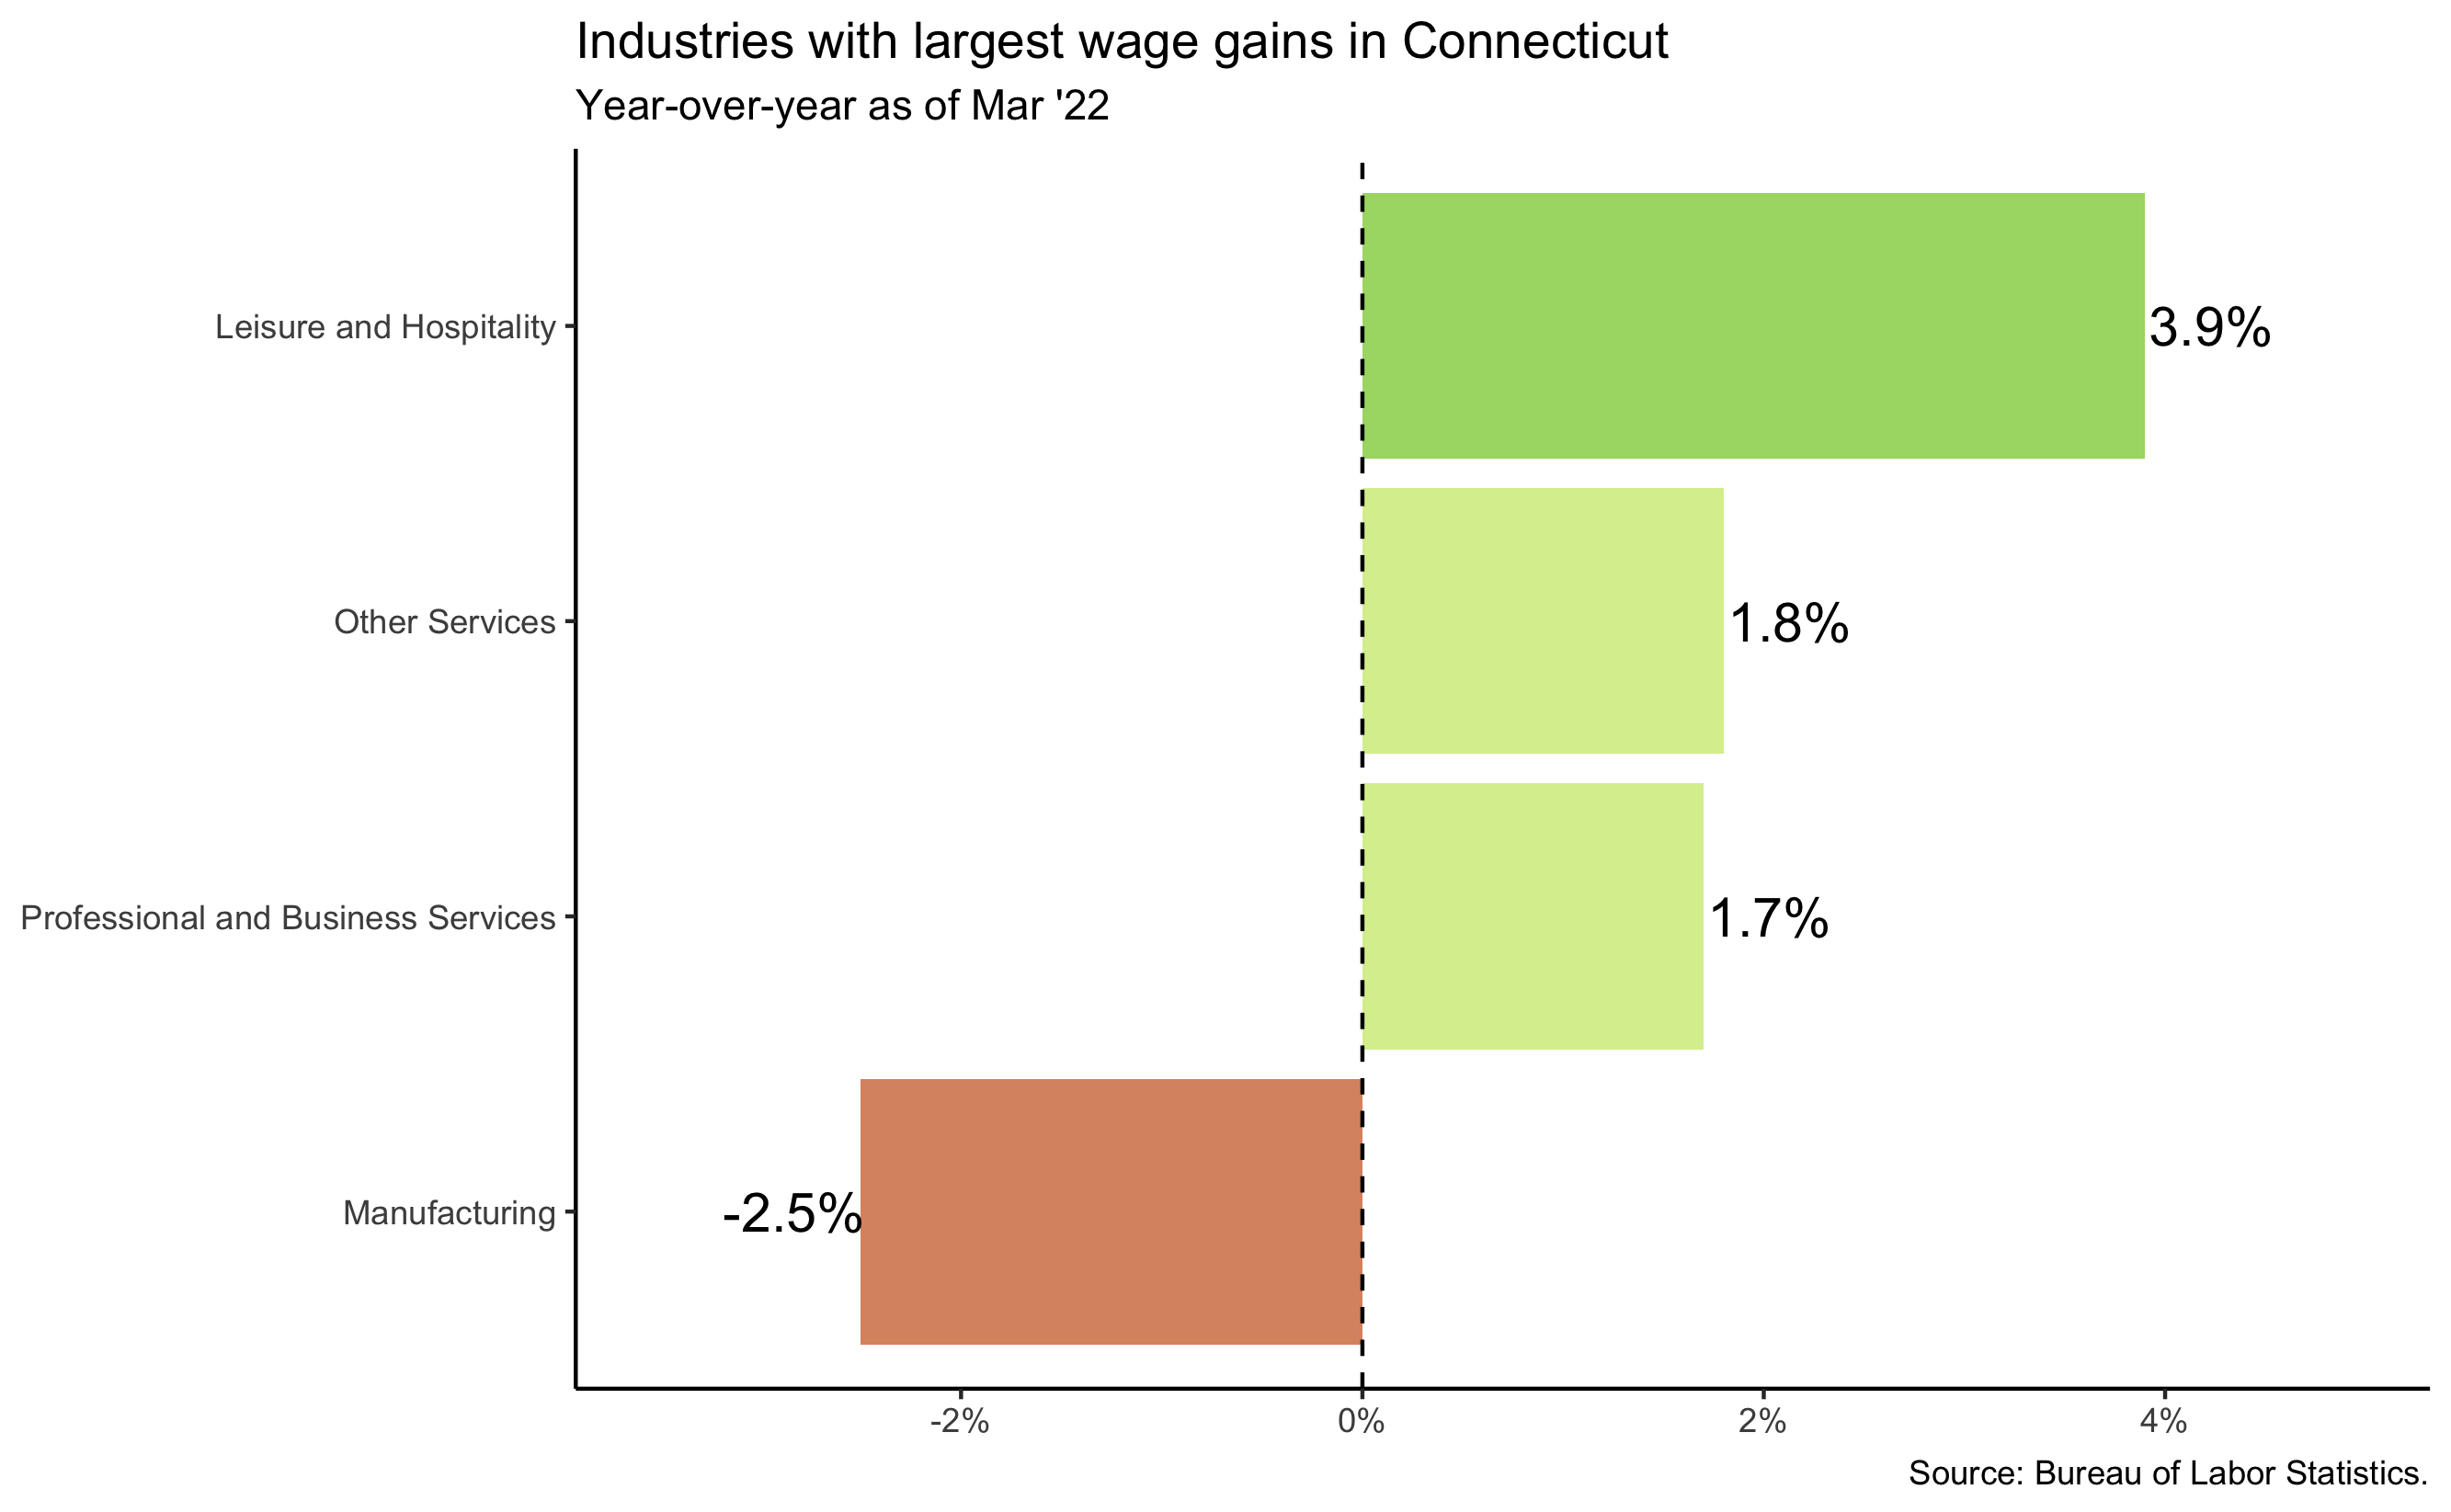 Industries with largest wage gains in Connecticut
Year-over-year as of Mar '22
Leisure and Hospitality
3.9%
Other Services
1.8%
Professional and Business Services
1.7%
Manufacturing
-2.5%
-2%
0%
2%
4%
Source: Bureau of Labor Statistics.